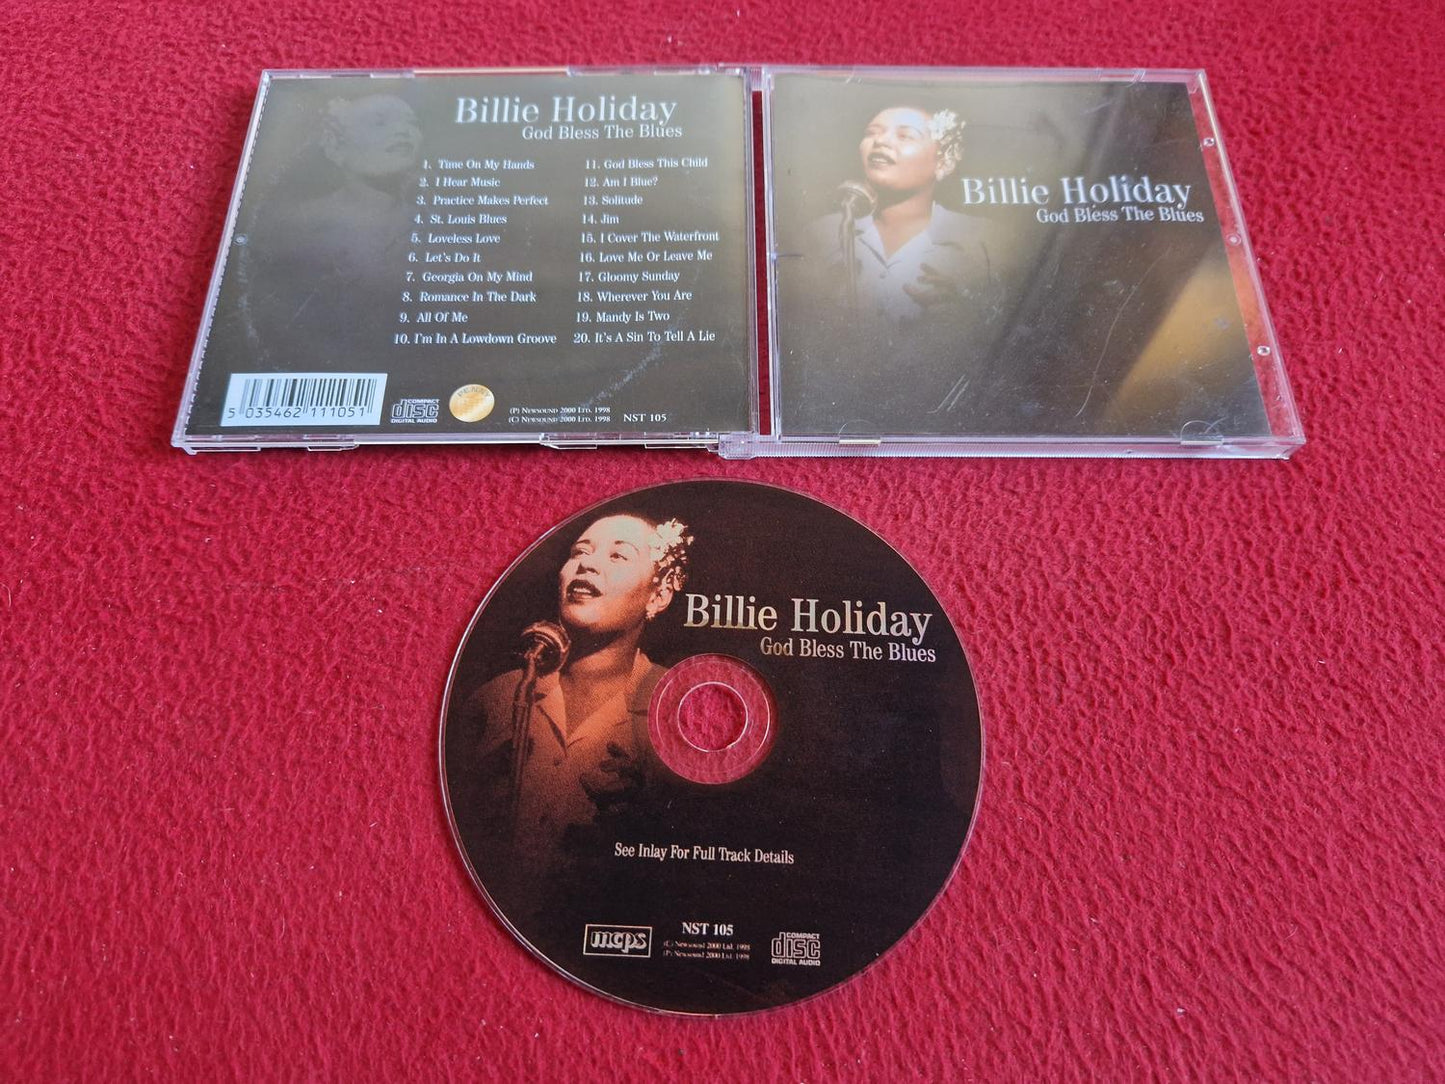 Billie Holiday
God Bless The Blues
1. Time On My Hands
2. I Hear Music
3. Practice Makes Perfect
4. St. Louis Blues
5. Loveless Love
6. Let's Do It
7. Georgia On My Mind
8. Romance In The Dark
9. All Of Me
10. I'm In A Lowdown Groove
11. God Bless This Child
12. Am I Blue?
13. Solitude
14. Jim
15. I Cover The Waterfront
16. Love Me Or Leave Me
17. Gloomy Sunday
18. Wherever You Are
19. Mandy Is Two
20. It's A Sin To Tell A Lie
5 035462 111051
COMPACT
disc
DIGITAL AUDIO
(P) Newsound 2000 Ltd. 1998
(C) Newsound 2000 Ltd. 1998
NST 105
Billie Holiday
God Bless The Blues
Billie Holiday
God Bless The Blues
See Inlay For Full Track Details
mcps
NST 105
(C) Newsound 2000 Ltd. 1998
(P) Newsound 2000 Ltd. 1998
COMPACT
disc
DIGITAL AUDIO